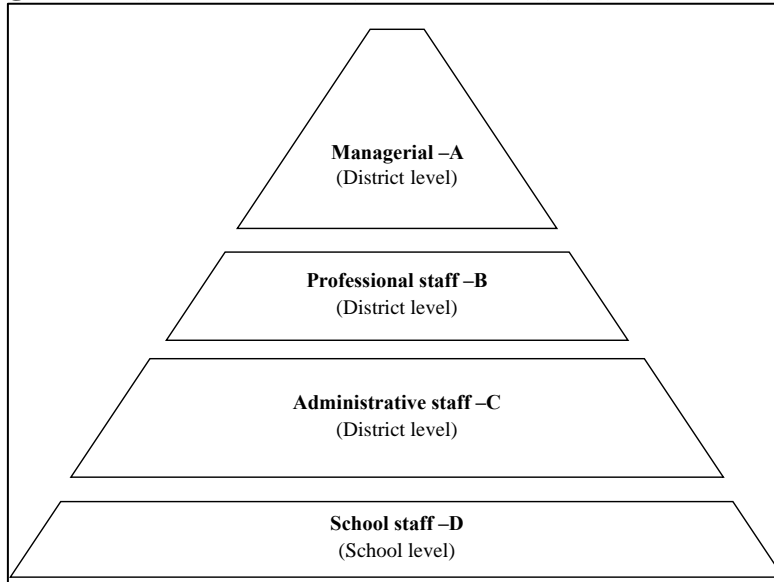 Managerial –A
(District level)
Professional staff –B
(District level)
Administrative staff –C
(District level)
School staff –D
(School level)